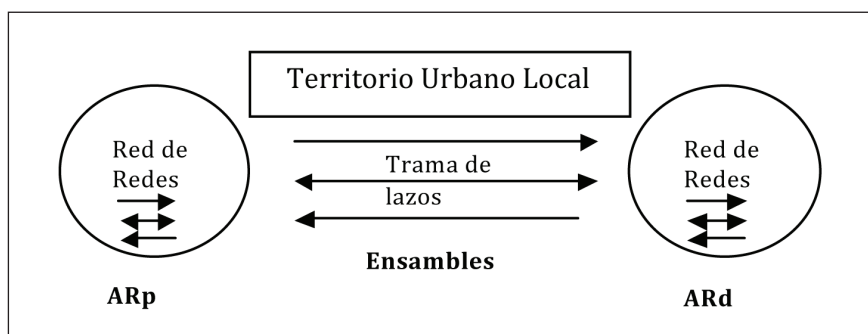 Territorio Urbano Local
Red de
Redes
Trama de
lazos
Red de
Redes
Ensambles
ARp
ARd